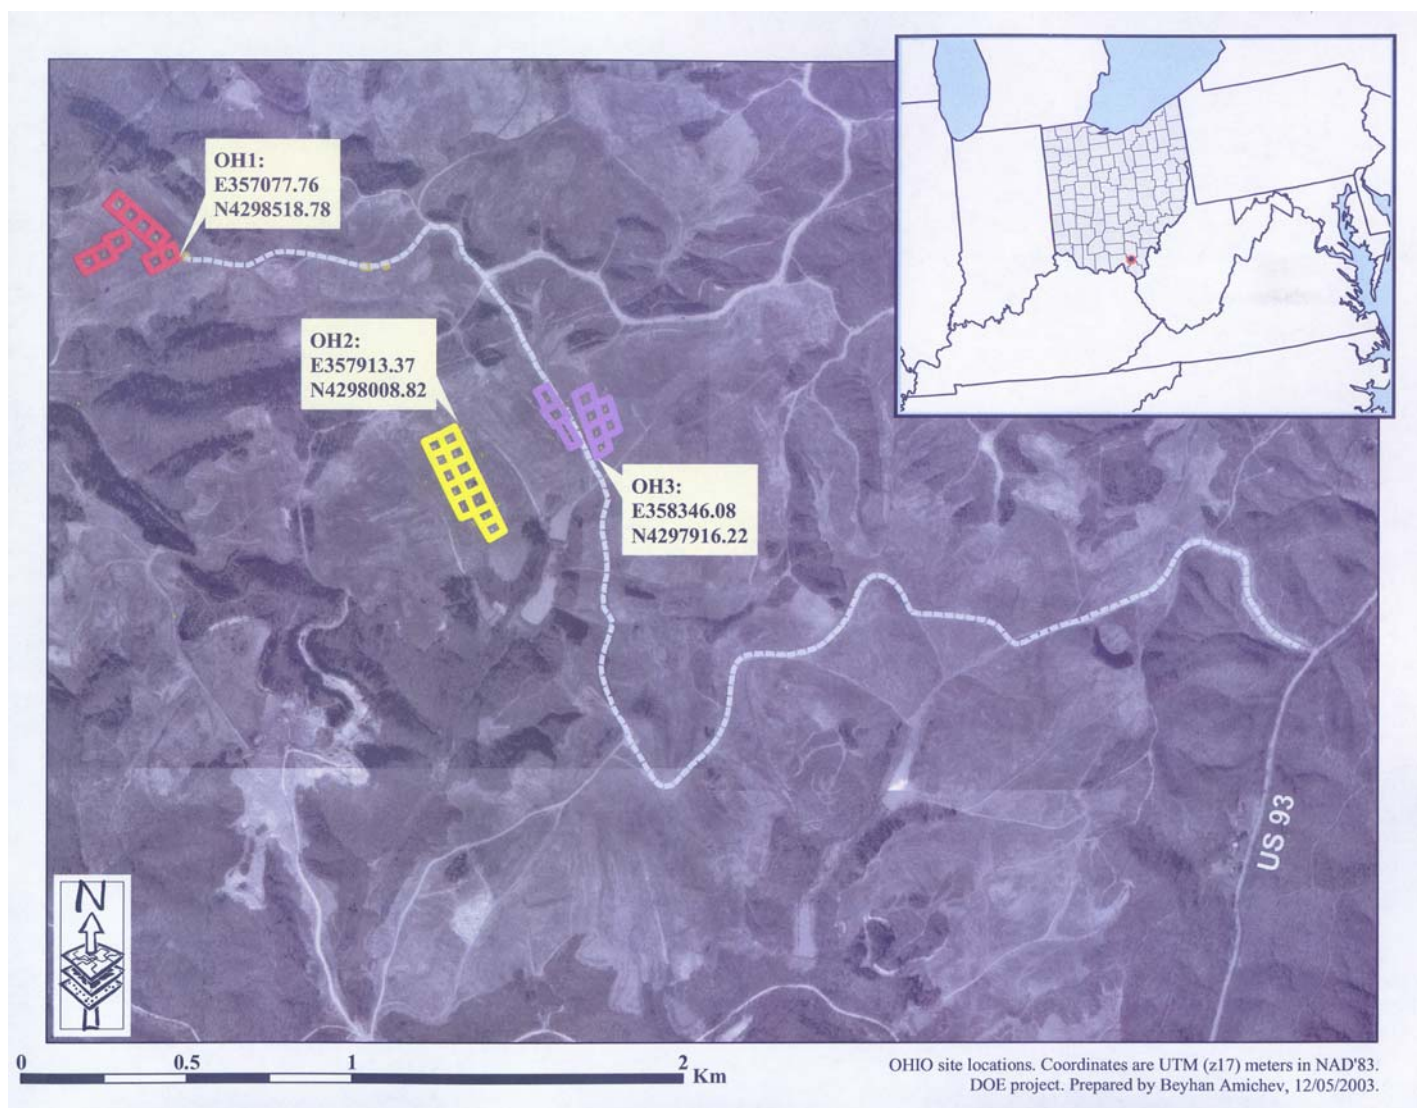 OH1:
E357077.76
N4298518.78
OH2:
E357913.37
N4298008.82
OH3:
E358346.08
N4297916.22
US 93
N
0 0.5 1 2 Km
OHIO site locations. Coordinates are UTM (z17) meters in NAD'83.
DOE project. Prepared by Beyhan Amichev, 12/05/2003.